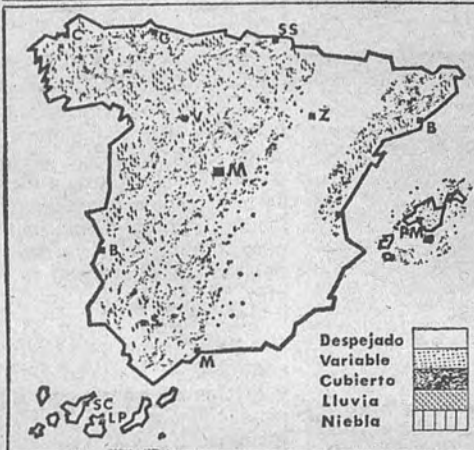 C
G
SS
V
Z
B
M
PM
B
S
M
SC
LP
Despejado
Variable
Cubierto
Lluvia
Niebla